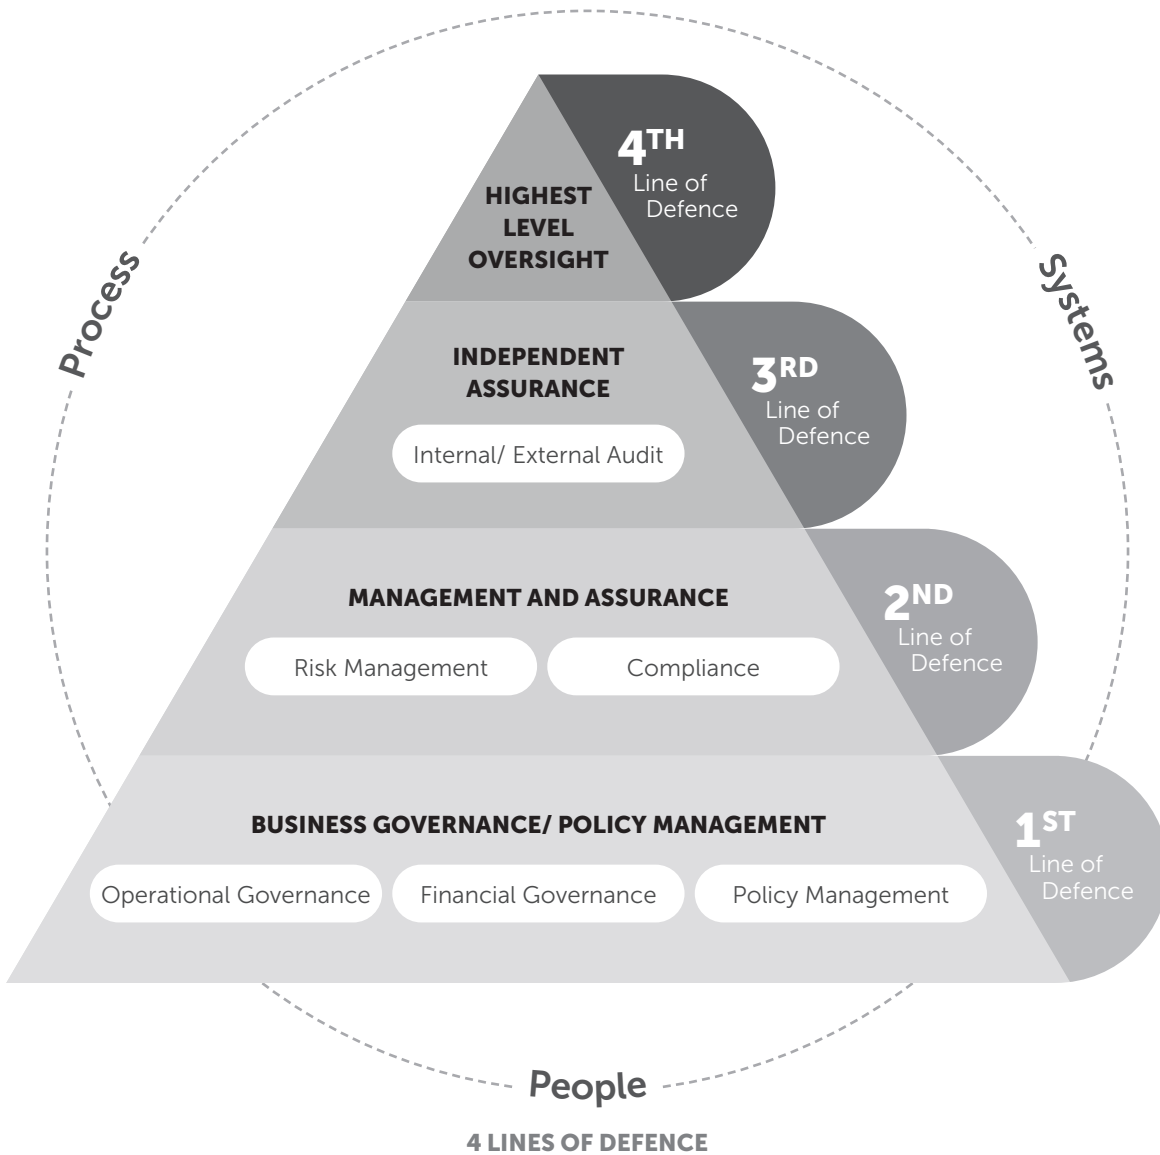 4TH
Line of
Defence
HIGHEST
LEVEL
OVERSIGHT
Process
Systems
INDEPENDENT
ASSURANCE
3RD
Line of
Defence
Internal/ External Audit
MANAGEMENT AND ASSURANCE
2ND
Line of
Defence
Risk Management
Compliance
BUSINESS GOVERNANCE/ POLICY MANAGEMENT
1ST
Line of
Defence
Operational Governance
Financial Governance
Policy Management
People
4 LINES OF DEFENCE